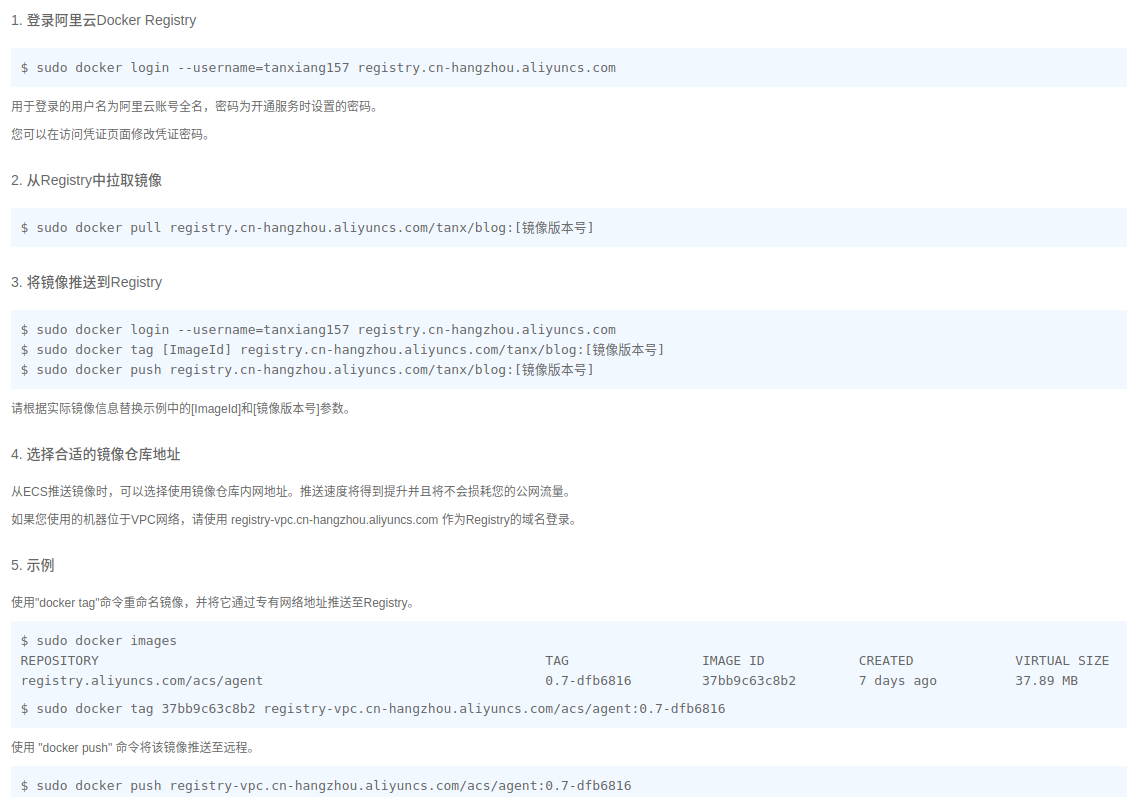 1. 登录阿里云Docker Registry
$ sudo docker login --username=tanxiang157 registry.cn-hangzhou.aliyuncs.com
用于登录的用户名为阿里云账号全名，密码为开通服务时设置的密码。
您可以在访问凭证页面修改凭证密码。
2. 从Registry中拉取镜像
$ sudo docker pull registry.cn-hangzhou.aliyuncs.com/tanx/blog:[镜像版本号]
3. 将镜像推送到Registry
$ sudo docker login --username=tanxiang157 registry.cn-hangzhou.aliyuncs.com
$ sudo docker tag [ImageId] registry.cn-hangzhou.aliyuncs.com/tanx/blog:[镜像版本号]
$ sudo docker push registry.cn-hangzhou.aliyuncs.com/tanx/blog:[镜像版本号]
请根据实际镜像信息替换示例中的[ImageId]和[镜像版本号]参数。
4. 选择合适的镜像仓库地址
从ECS推送镜像时，可以选择使用镜像仓库内网地址。推送速度将得到提升并且将不会损耗您的公网流量。
如果您使用的机器位于VPC网络，请使用 registry-vpc.cn-hangzhou.aliyuncs.com 作为Registry的域名登录。
5. 示例
使用"docker tag"命令重命名镜像，并将它通过专有网络地址推送至Registry。
$ sudo docker images
REPOSITORY TAG IMAGE ID CREATED VIRTUAL SIZE
registry.aliyuncs.com/acs/agent 0.7-dfb6816 37bb9c63c8b2 7 days ago 37.89 MB
$ sudo docker tag 37bb9c63c8b2 registry-vpc.cn-hangzhou.aliyuncs.com/acs/agent:0.7-dfb6816
使用 "docker push" 命令将该镜像推送至远程。
$ sudo docker push registry-vpc.cn-hangzhou.aliyuncs.com/acs/agent:0.7-dfb6816